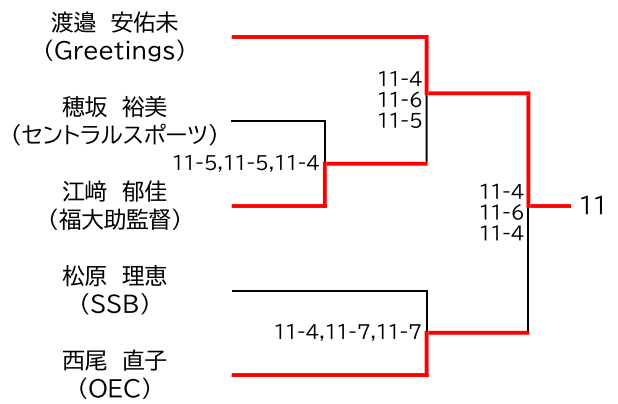 渡邉　安佑未
（Greetings）
11-4
11-6
11-5
穂坂　裕美
（セントラルスポーツ）
11-5,11-5,11-4
江﨑　郁佳
（福大助監督）
11-4
11-6
11-4
11
松原　理恵
（SSB）
11-4,11-7,11-7
西尾　直子
（OEC）